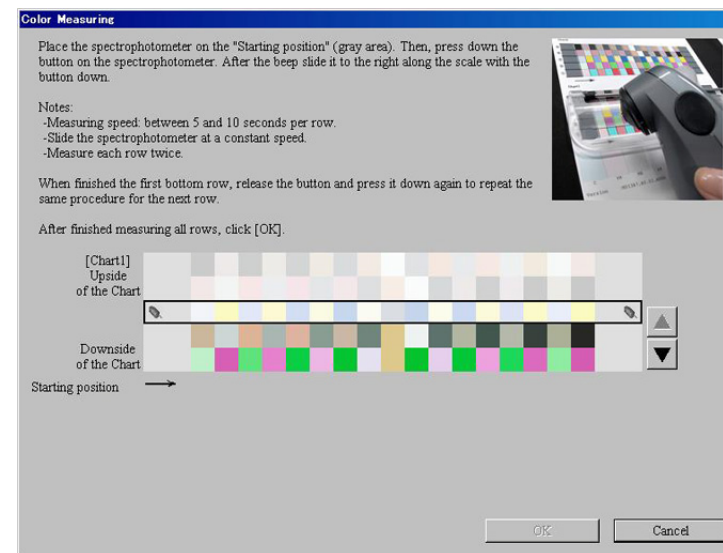 Color Measuring
Place the spectrophotometer on the "Starting position" (gray area). Then, press down the
button on the spectrophotometer. After the beep slide it to the right along the scale with the
button down.
Notes:
-Measuring speed: between 5 and 10 seconds per row.
-Slide the spectrophotometer at a constant speed.
-Measure each row twice.
When finished the first bottom row, release the button and press it down again to repeat the
same procedure for the next row.
After finished measuring all rows, click [OK].
[Chart1]
Upside
of the Chart
Downside
of the Chart
Starting position
OK
Cancel